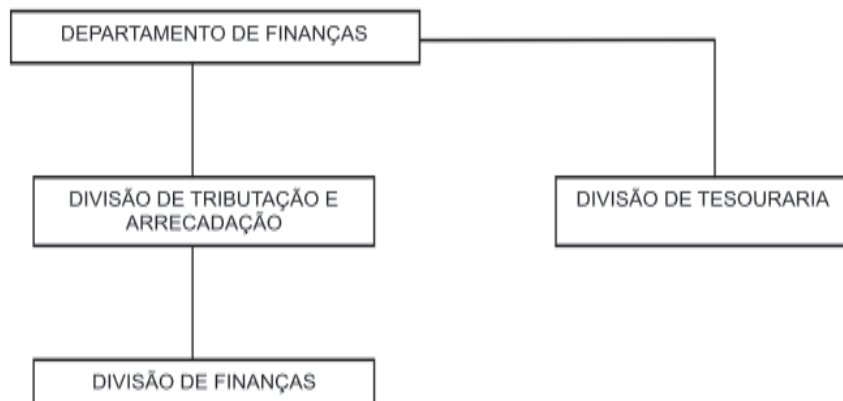 DEPARTAMENTO DE FINANÇAS
DIVISÃO DE TRIBUTAÇÃO E
ARRECADAÇÃO
DIVISÃO DE TESOURARIA
DIVISÃO DE FINANÇAS